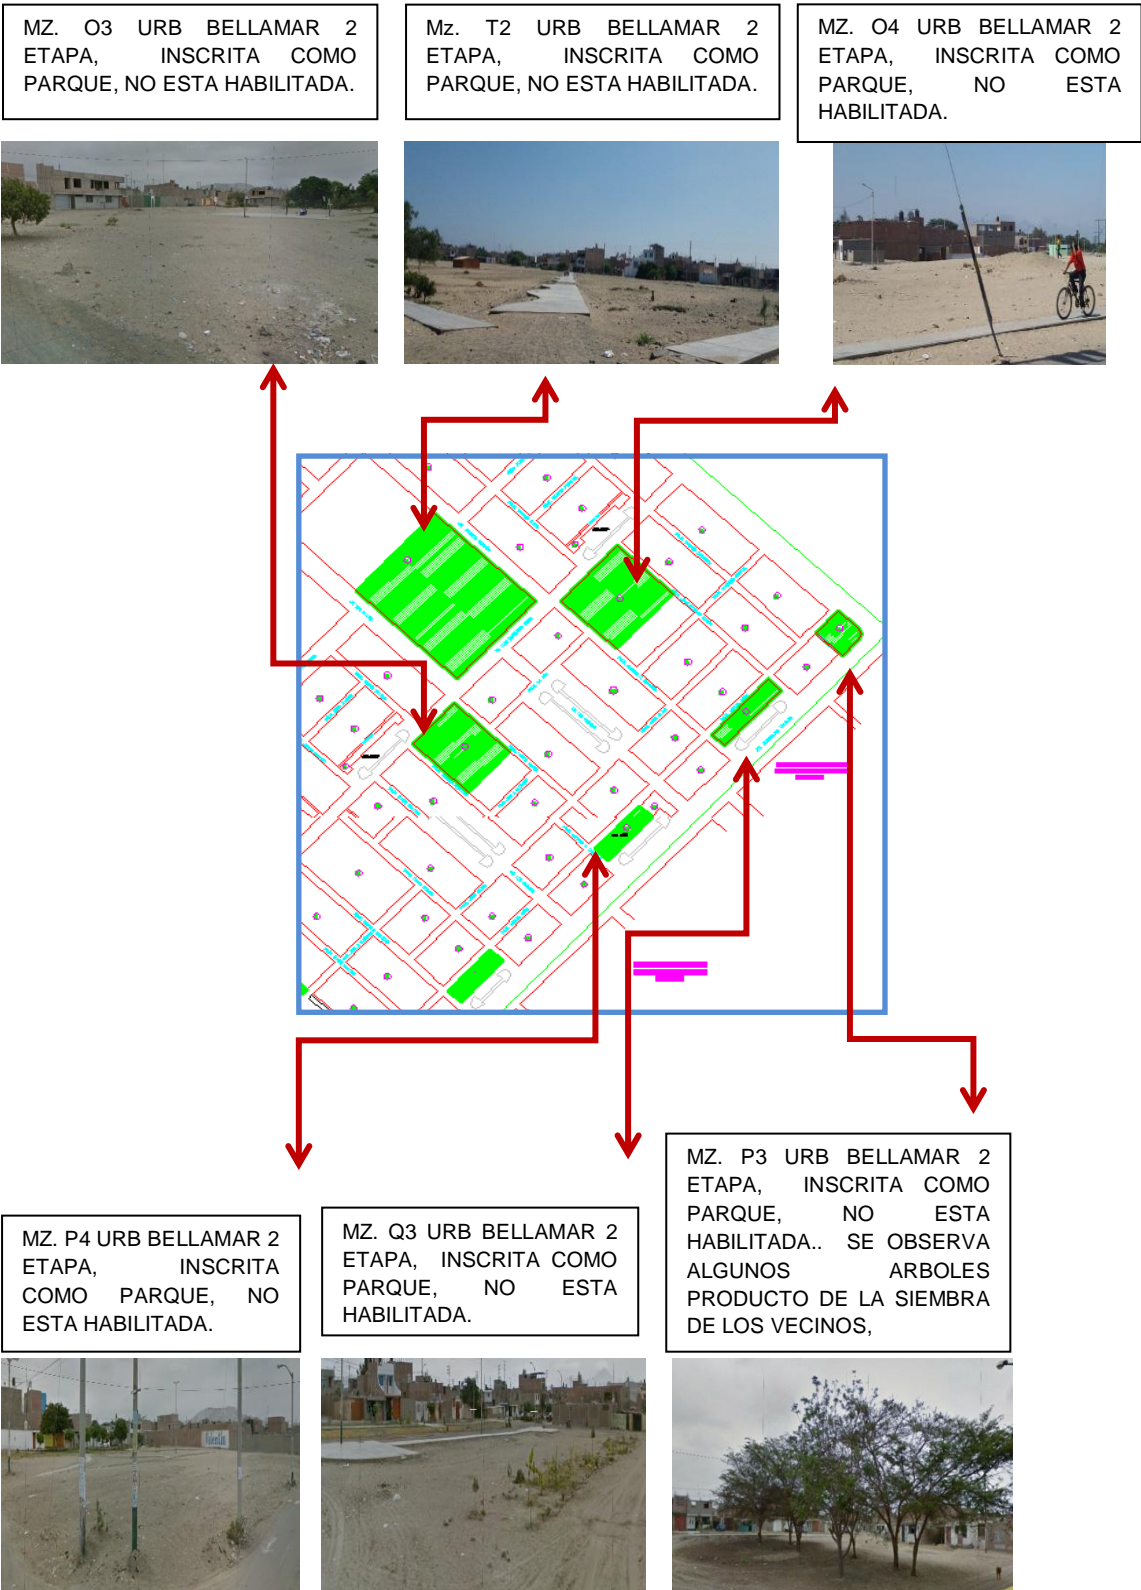 MZ. O3 URB BELLAMAR 2
ETAPA, INSCRITA COMO
PARQUE, NO ESTA HABILITADA.
Mz. T2 URB BELLAMAR 2
ETAPA, INSCRITA COMO
PARQUE, NO ESTA HABILITADA.
MZ. O4 URB BELLAMAR 2
ETAPA, INSCRITA COMO
PARQUE, NO ESTA
HABILITADA.
MZ. P4 URB BELLAMAR 2
ETAPA, INSCRITA
COMO PARQUE, NO
ESTA HABILITADA.
MZ. Q3 URB BELLAMAR 2
ETAPA, INSCRITA COMO
PARQUE, NO ESTA
HABILITADA.
MZ. P3 URB BELLAMAR 2
ETAPA, INSCRITA COMO
PARQUE, NO ESTA
HABILITADA.. SE OBSERVA
ALGUNOS ARBOLES
PRODUCTO DE LA SIEMBRA
DE LOS VECINOS,